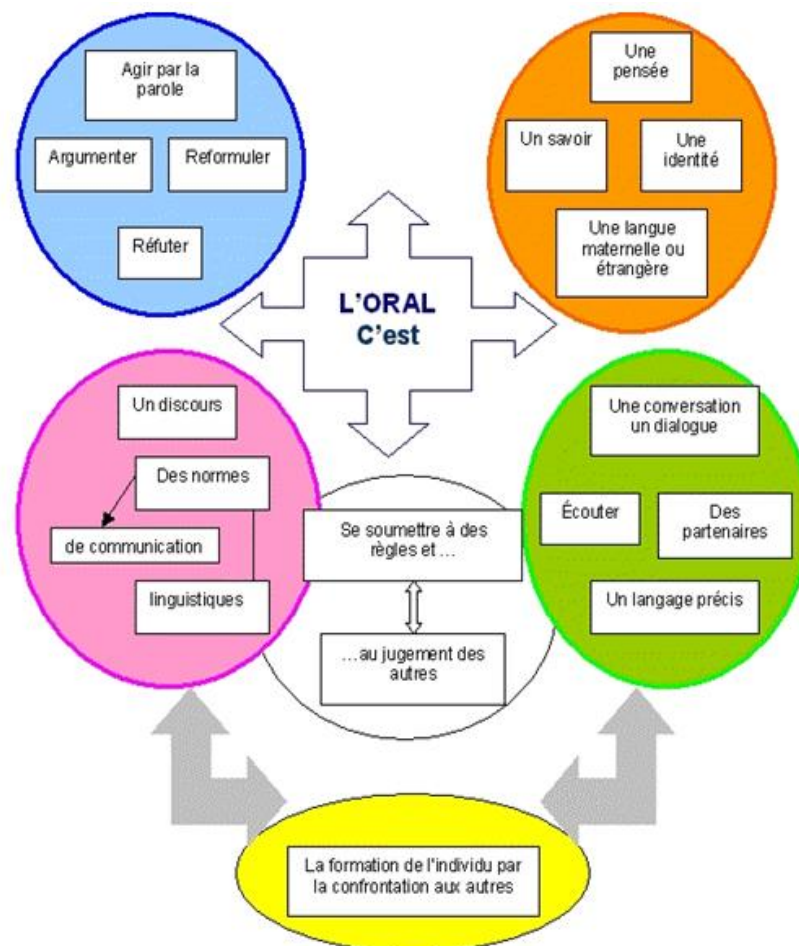 Agir par la
parole
Argumenter
Reformuler
Réfuter
Une
pensée
Un savoir
Une
identité
Une langue
maternelle ou
étrangère
L'ORAL
C'est
Un discours
Des normes
de communication
linguistiques
Se soumettre à des
règles et ...
...au jugement des
autres
Une conversation
un dialogue
Écouter
Des
partenaires
Un langage précis
La formation de l'individu par
la confrontation aux autres